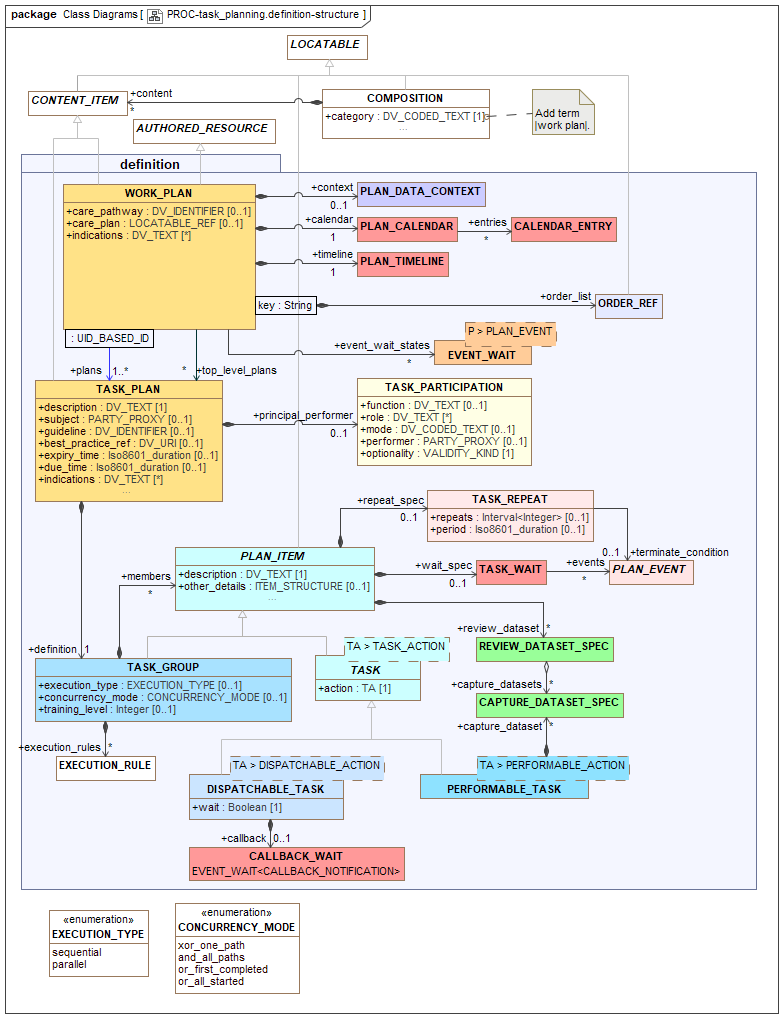 package Class Diagrams [ PROC-task_planning.definition-structure ]
LOCATABLE
CONTENT_ITEM
+content
*
COMPOSITION
+category : DV_CODED_TEXT [1]
...
Add term
|work plan|.
AUTHORED_RESOURCE
definition
WORK_PLAN
+care_pathway : DV_IDENTIFIER [0..1]
+care_plan : LOCATABLE_REF [0..1]
+indications : DV_TEXT [*]
+context
0..1
PLAN_DATA_CONTEXT
+calendar
1
PLAN_CALENDAR
+entries
*
CALENDAR_ENTRY
+timeline
1
PLAN_TIMELINE
key : String
+order_list
ORDER_REF
: UID_BASED_ID
P > PLAN_EVENT
+event_wait_states
*
EVENT_WAIT
+plans
1..*
*
+top_level_plans
TASK_PLAN
+description : DV_TEXT [1]
+subject : PARTY_PROXY [0..1]
+guideline : DV_IDENTIFIER [0..1]
+best_practice_ref : DV_URI [0..1]
+expiry_time : Iso8601_duration [0..1]
+due_time : Iso8601_duration [0..1]
+indications : DV_TEXT [*]
...
+principal_performer
0..1
TASK_PARTICIPATION
+function : DV_TEXT [0..1]
+role : DV_TEXT [*]
+mode : DV_CODED_TEXT [0..1]
+performer : PARTY_PROXY [0..1]
+optionality : VALIDITY_KIND [1]
+repeat_spec
0..1
TASK_REPEAT
+repeats : Interval<Integer> [0..1]
+period : Iso8601_duration [0..1]
0..1
+terminate_condition
PLAN_ITEM
+description : DV_TEXT [1]
+other_details : ITEM_STRUCTURE [0..1]
...
+members
*
+wait_spec
0..1
TASK_WAIT
+events
*
PLAN_EVENT
+review_dataset
*
REVIEW_DATASET_SPEC
+definition
1
TASK_GROUP
+execution_type : EXECUTION_TYPE [0..1]
+concurrency_mode : CONCURRENCY_MODE [0..1]
+training_level : Integer [0..1]
TA > TASK_ACTION
TASK
+action : TA [1]
+capture_datasets
*
CAPTURE_DATASET_SPEC
+capture_dataset
*
+execution_rules
*
EXECUTION_RULE
TA > DISPATCHABLE_ACTION
DISPATCHABLE_TASK
+wait : Boolean [1]
TA > PERFORMABLE_ACTION
PERFORMABLE_TASK
+callback
0..1
CALLBACK_WAIT
EVENT_WAIT<CALLBACK_NOTIFICATION>
«enumeration»
EXECUTION_TYPE
sequential
parallel
«enumeration»
CONCURRENCY_MODE
xor_one_path
and_all_paths
or_first_completed
or_all_started